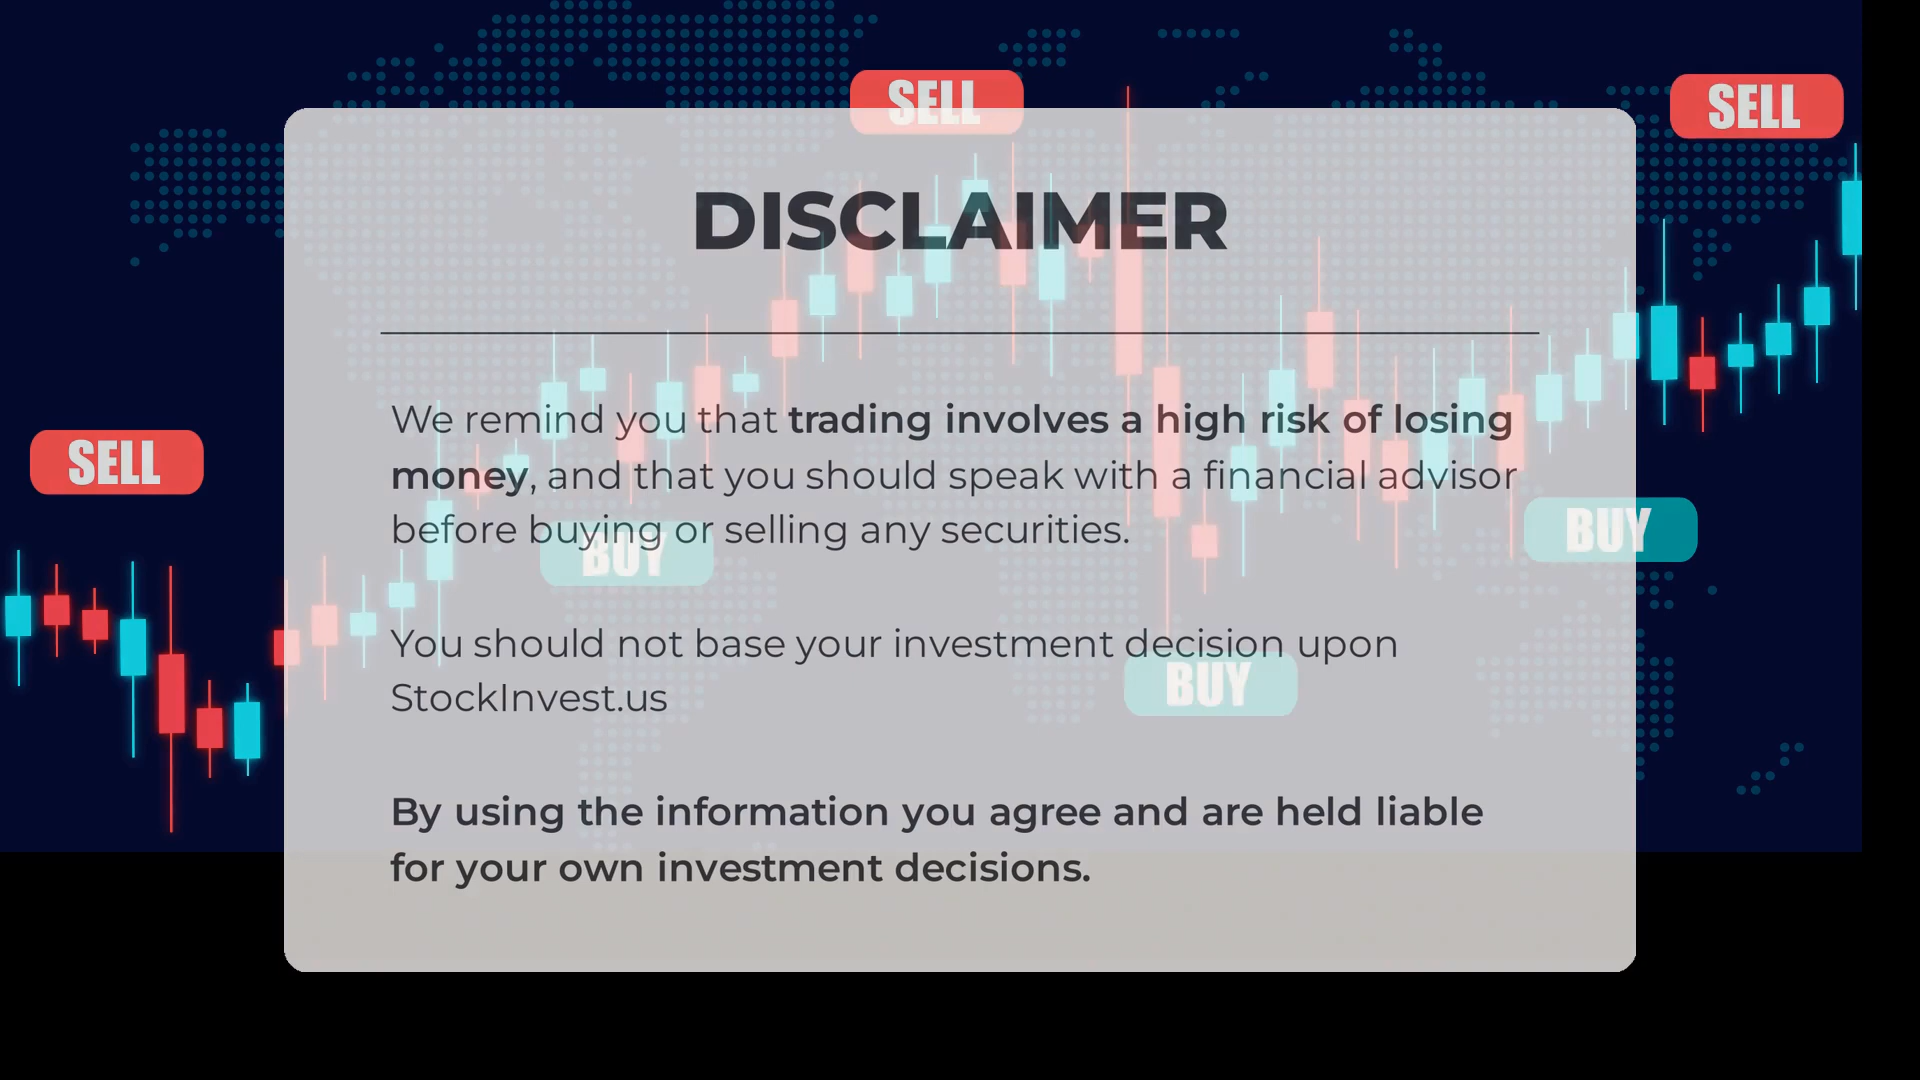 SELL
SELL
DISCLAIMER
We remind you that trading involves a high risk of losing
money, and that you should speak with a financial advisor
before buying or selling any securities.
SELL
BUY
BUY
You should not base your investment decision upon
StockInvest.us
BUY
By using the information you agree and are held liable
for your own investment decisions.